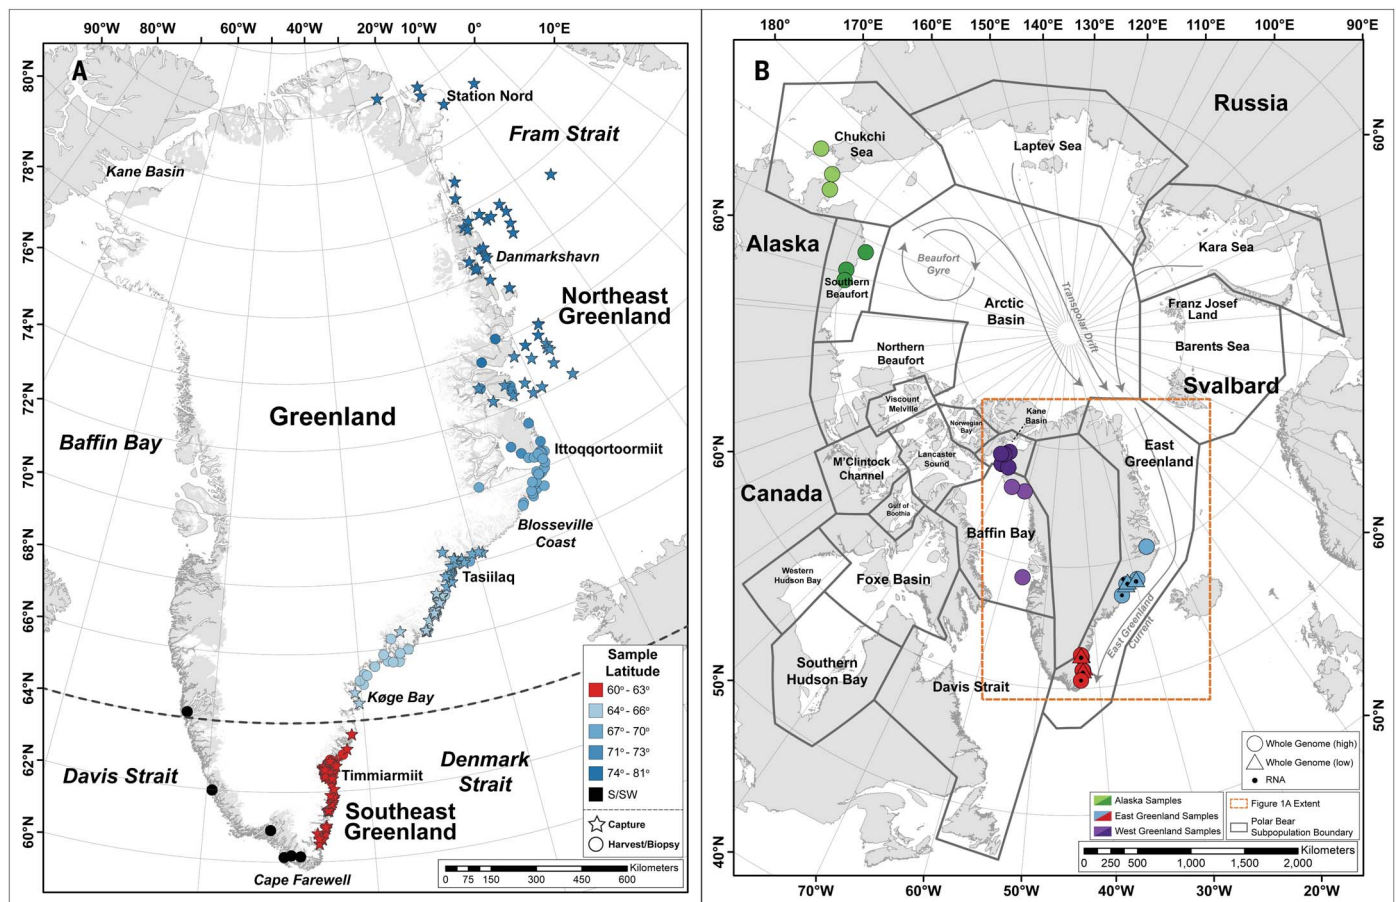 90°W
80°W
70°W
60°W
50°W
40°W
30°W
20°W
10°W
0°
10°E
A
80°N
78°N
76°N
74°N
72°N
70°N
68°N
66°N
64°N
62°N
60°N
Station Nord
Fram Strait
Kane Basin
Danmarkshavn
Northeast
Greenland
Greenland
Baffin Bay
Ittoqqortoormiit
Blosseville
Coast
Tasiilaq
Køge Bay
Davis Strait
Denmark
Strait
Timmiarmiit
Southeast
Greenland
Cape Farewell
Sample
Latitude
60° - 63°
64° - 66°
67° - 70°
71° - 73°
74° - 81°
S/SW
Capture
Harvest/Biopsy
Kilometers
0 75 150 300 450 600
180°
170°W
160°W
150°W
140°W
130°W
120°W
110°W
100°W
90°E
B
Russia
Chukchi
Sea
Laptev Sea
60°N
60°N
Alaska
Kara Sea
Beaufort
Gyre
Southern
Beaufort
Arctic
Basin
Transpolar Drift
Franz Josef
Land
Barents Sea
Northern
Beaufort
Svalbard
Viscount
Melville
Norwegian
Bay
Kane
Basin
East
Greenland
60°N
M'Clintock
Channel
Lancaster
Sound
Canada
Gulf of
Boothia
Baffin Bay
60°N
Western
Hudson Bay
Foxe Basin
East Greenland
Current
Southern
Hudson Bay
Davis Strait
50°N
50°N
Whole Genome (high)
Whole Genome (low)
RNA
Alaska Samples
East Greenland Samples
West Greenland Samples
Figure 1A Extent
Polar Bear
Subpopulation Boundary
Kilometers
0 250 500 1,000 1,500 2,000
40°N
70°W
60°W
50°W
40°W
30°W
20°W